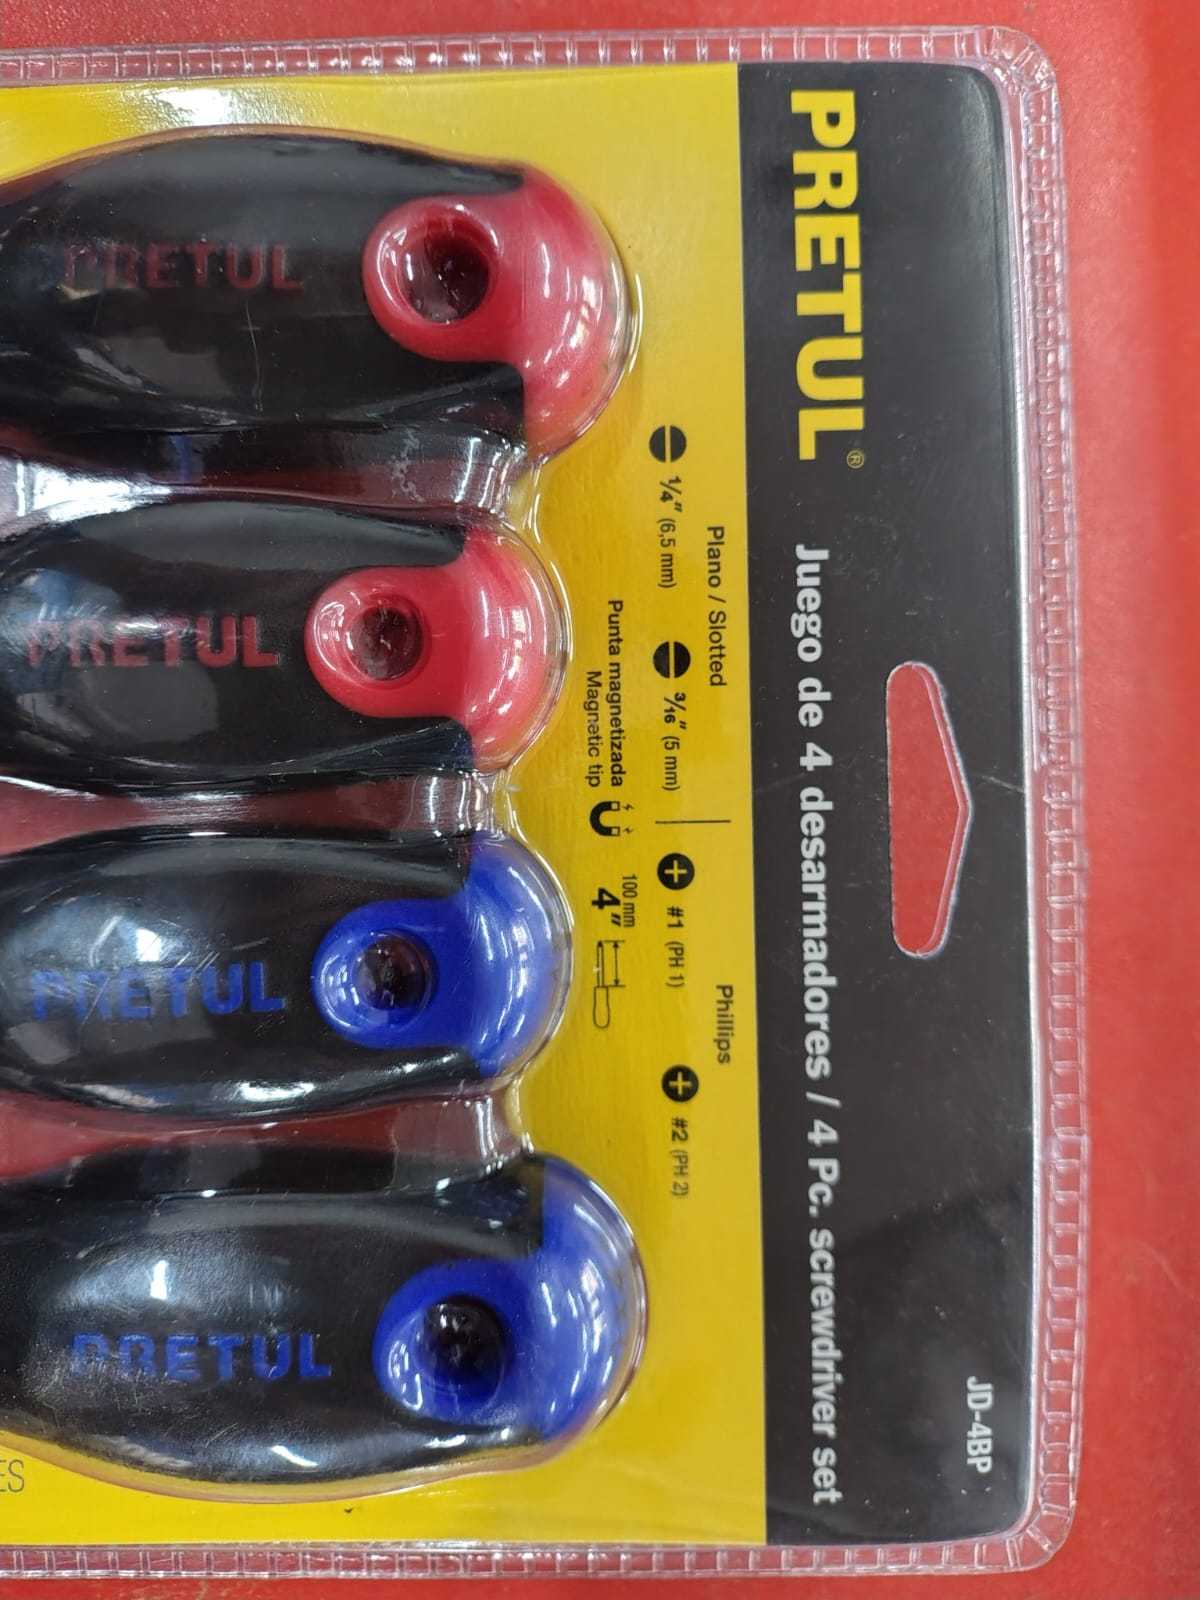 PRETUL®
Juego de 4 desarmadores / 4 Pc. screwdriver set
JD-4BP
Plano / Slotted
Phillips
1/4" (6,5 mm)
3/16" (5 mm)
#1 (PH 1)
#2 (PH 2)
Punta magnetizada
Magnetic tip
100 mm
4"
PRETUL
PRETUL
PRETUL
PRETUL